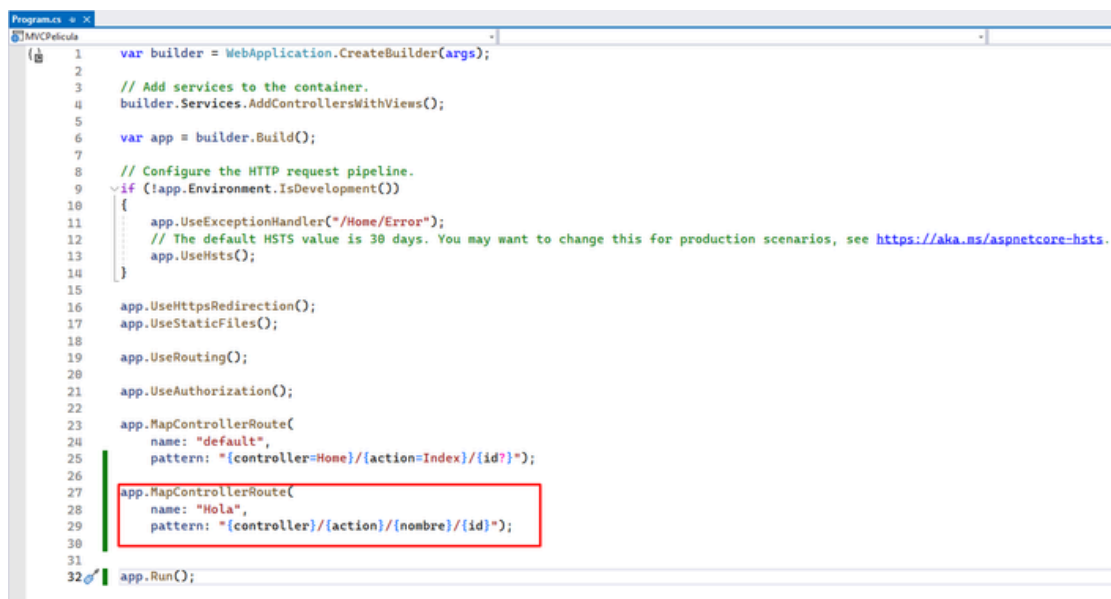 Program.cs
MVCPelicula
1 var builder = WebApplication.CreateBuilder(args);
2
3 // Add services to the container.
4 builder.Services.AddControllersWithViews();
5
6 var app = builder.Build();
7
8 // Configure the HTTP request pipeline.
9 if (!app.Environment.IsDevelopment())
10 {
11 app.UseExceptionHandler("/Home/Error");
12 // The default HSTS value is 30 days. You may want to change this for production scenarios, see https://aka.ms/aspnetcore-hsts.
13 app.UseHsts();
14 }
15
16 app.UseHttpsRedirection();
17 app.UseStaticFiles();
18
19 app.UseRouting();
20
21 app.UseAuthorization();
22
23 app.MapControllerRoute(
24 name: "default",
25 pattern: "{controller=Home}/{action=Index}/{id?}");
26
27 app.MapControllerRoute(
28 name: "Hola",
29 pattern: "{controller}/{action}/{nombre}/{id}");
30
31
32 app.Run();